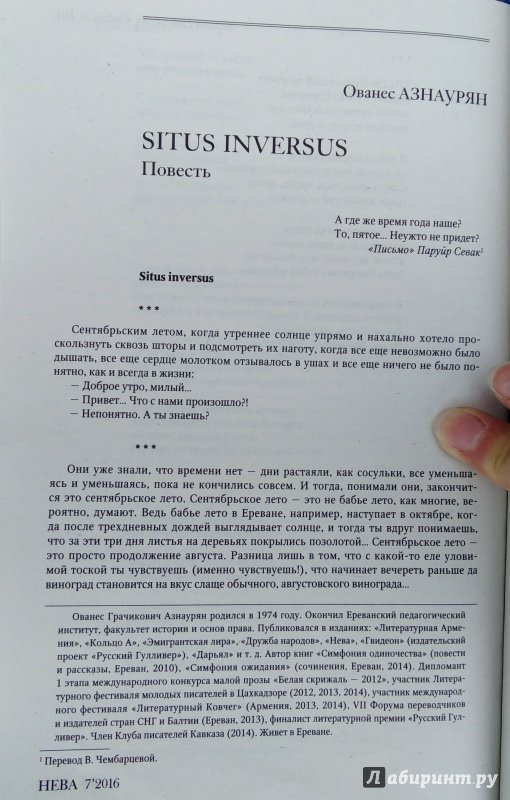 Ованес АЗНАУРЯН
SITUS INVERSUS
Повесть
А где же время года наше?
То, пятое... Неужто не придет?
«Письмо» Паруйр Севак¹
Situs inversus
***
Сентябрьским летом, когда утреннее солнце упрямо и нахально хотело про-
скользнуть сквозь шторы и подсмотреть их наготу, когда все еще невозможно было
дышать, все еще сердце молотком отзывалось в ушах и все еще ничего не было по-
нятно, как и всегда в жизни:
— Доброе утро, милый...
— Привет... Что с нами произошло?!
— Непонятно. А ты знаешь?
***
Они уже знали, что времени нет — дни растаяли, как сосульки, все уменьша-
ясь и уменьшаясь, пока не кончились совсем. И тогда, понимали они, закончит-
ся это сентябрьское лето. Сентябрьское лето — это не бабье лето, как многие, ве-
роятно, думают. Ведь бабье лето в Ереване, например, наступает в октябре, ког-
да после трехдневных дождей выглядывает солнце, и тогда ты вдруг понимаешь,
что за эти три дня листья на деревьях покрылись позолотой... Сентябрьское лето —
это просто продолжение августа. Разница лишь в том, что с какой-то еле улови-
мой тоской ты чувствуешь (именно чувствуешь!), что начинает вечереть раньше да
виноград становится на вкус слаще обычного, августовского винограда...
Ованес Грачикович Азнаурян родился в 1974 году. Окончил Ереванский педагогический
институт, факультет истории и основ права. Публиковался в изданиях: «Литературная Арме-
ния», «Кольцо А», «Эмигрантская лира», «Дружба народов», «Нева», «Гвидеон» (издательский
проект «Русский Гулливер»), «Дарьял» и т. д. Автор книг «Симфония одиночества» (повести
и рассказы, Ереван, 2010), «Симфония ожидания» (сочинения, Ереван, 2014). Дипломант
1 этапа международного конкурса малой прозы «Белая скрижаль — 2012», участник Литера-
турного фестиваля молодых писателей в Цахкадзоре (2012, 2013, 2014), участник международ-
ного фестиваля «Литературный Ковчег» (Армения, 2013, 2014). VII Форума переводчиков
и издателей стран СНГ и Балтии (Ереван, 2013), финалист литературной премии «Русский Гул-
ливер». Член Клуба писателей Кавказа (2014). Живет в Ереване.
¹ Перевод В. Чембарцевой.
НЕВА 7’2016
Лабиринт.ру